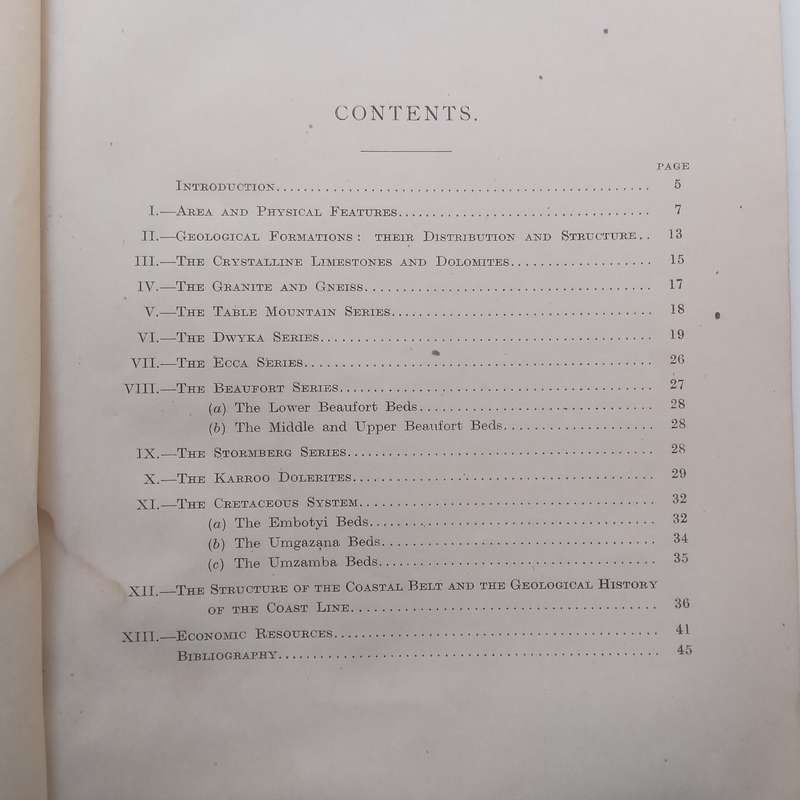 CONTENTS.
PAGE
Introduction 5
I.—Area and Physical Features 7
II.—Geological Formations: their Distribution and Structure 13
III.—The Crystalline Limestones and Dolomites 15
IV.—The Granite and Gneiss 17
V.—The Table Mountain Series 18
VI.—The Dwyka Series 19
VII.—The Ecca Series 26
VIII.—The Beaufort Series 27
(a) The Lower Beaufort Beds 28
(b) The Middle and Upper Beaufort Beds 28
IX.—The Stormberg Series 28
X.—The Karroo Dolerites 29
XI.—The Cretaceous System 32
(a) The Embotyi Beds 32
(b) The Umgazana Beds 34
(c) The Umzamba Beds 35
XII.—The Structure of the Coastal Belt and the Geological History
of the Coast Line 36
XIII.—Economic Resources 41
Bibliography 45